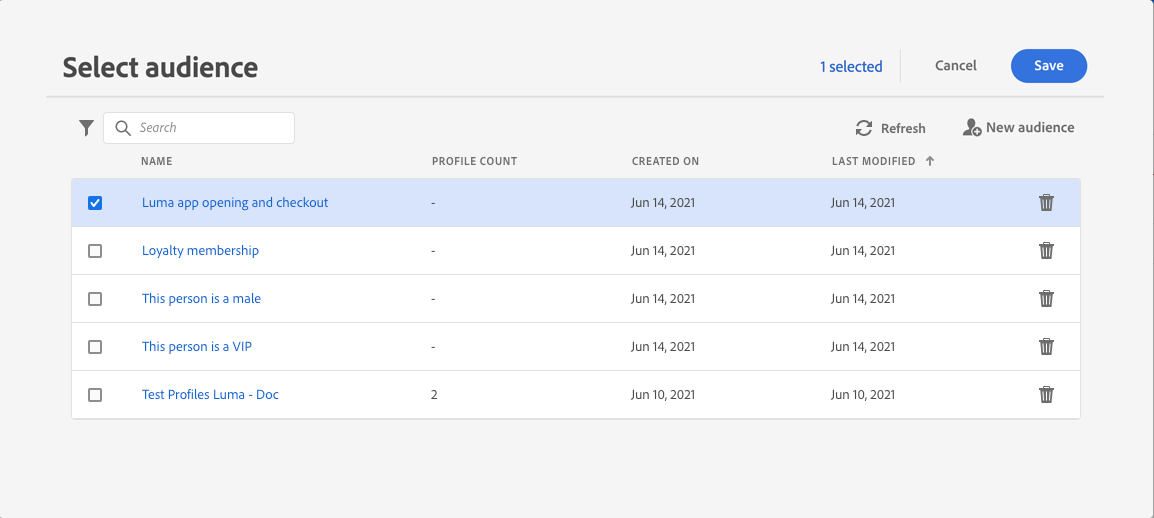 Select audience 1 selected Cancel Save
Search Refresh New audience
NAME PROFILE COUNT CREATED ON LAST MODIFIED
Luma app opening and checkout - Jun 14, 2021 Jun 14, 2021
Loyalty membership - Jun 14, 2021 Jun 14, 2021
This person is a male - Jun 14, 2021 Jun 14, 2021
This person is a VIP - Jun 14, 2021 Jun 14, 2021
Test Profiles Luma - Doc 2 Jun 10, 2021 Jun 10, 2021